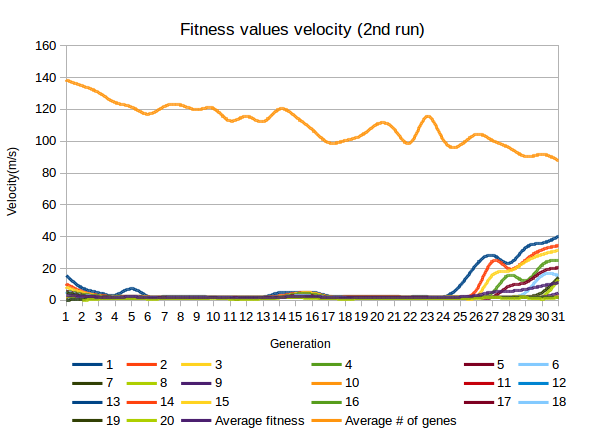 Fitness values velocity (2nd run)
160
140
120
100
80
60
40
20
0
Velocity(m/s)
1 2 3 4 5 6 7 8 9 10 11 12 13 14 15 16 17 18 19 20 21 22 23 24 25 26 27 28 29 30 31
Generation
1 2 3 4 5 6
7 8 9 10 11 12
13 14 15 16 17 18
19 20 Average fitness Average # of genes